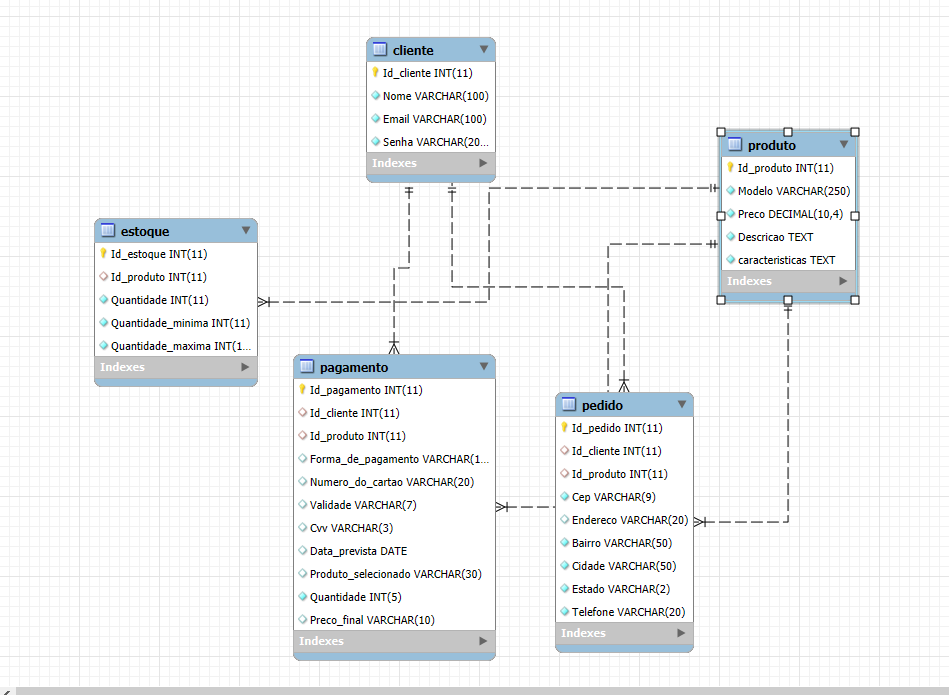 cliente
Id_cliente INT(11)
Nome VARCHAR(100)
Email VARCHAR(100)
Senha VARCHAR(20...
Indexes
produto
Id_produto INT(11)
Modelo VARCHAR(250)
Preco DECIMAL(10,4)
Descricao TEXT
caracteristicas TEXT
Indexes
estoque
Id_estoque INT(11)
Id_produto INT(11)
Quantidade INT(11)
Quantidade_minima INT(11)
Quantidade_maxima INT(1...
Indexes
pagamento
Id_pagamento INT(11)
Id_cliente INT(11)
Id_produto INT(11)
Forma_de_pagamento VARCHAR(1...
Numero_do_cartao VARCHAR(20)
Validade VARCHAR(7)
Cvv VARCHAR(3)
Data_prevista DATE
Produto_selecionado VARCHAR(30)
Quantidade INT(5)
Preco_final VARCHAR(10)
Indexes
pedido
Id_pedido INT(11)
Id_cliente INT(11)
Id_produto INT(11)
Cep VARCHAR(9)
Endereco VARCHAR(20)
Bairro VARCHAR(50)
Cidade VARCHAR(50)
Estado VARCHAR(2)
Telefone VARCHAR(20)
Indexes